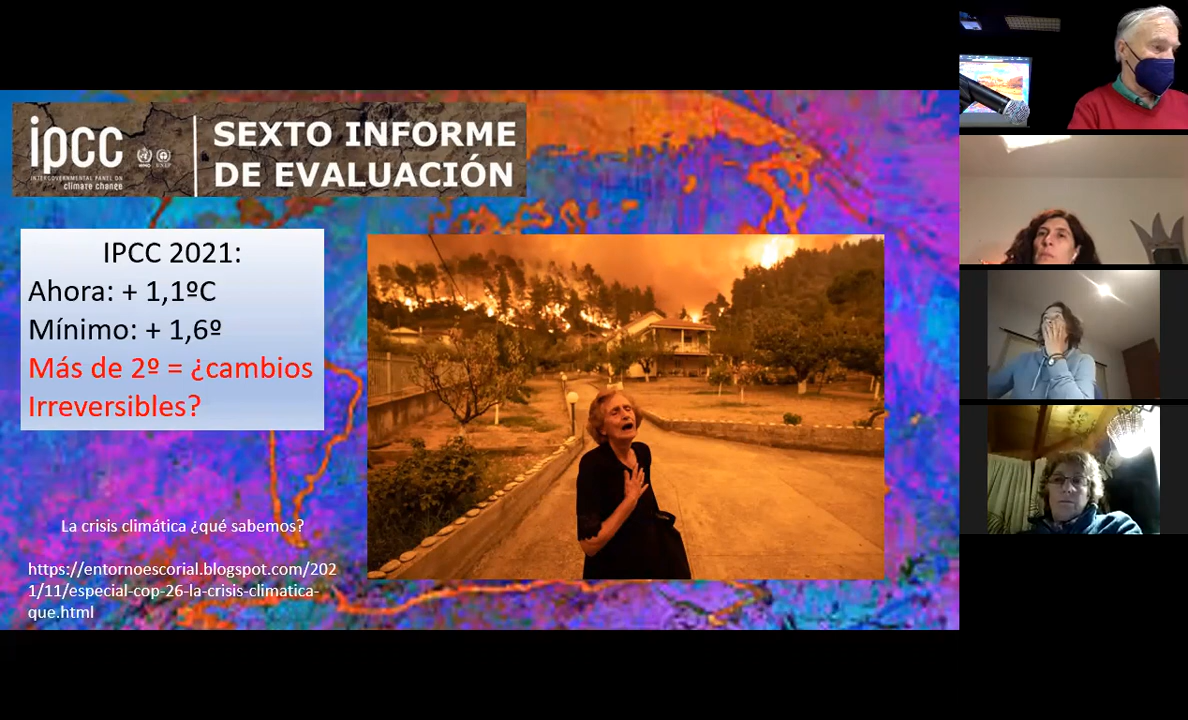 ipcc
INTERGOVERNMENTAL PANEL ON
climate change
WMO UNEP
SEXTO INFORME
DE EVALUACIÓN
IPCC 2021:
Ahora: + 1,1ºC
Mínimo: + 1,6º
Más de 2º = ¿cambios
Irreversibles?
La crisis climática ¿qué sabemos?
https://entornoescorial.blogspot.com/202
1/11/especial-cop-26-la-crisis-climatica-
que.html